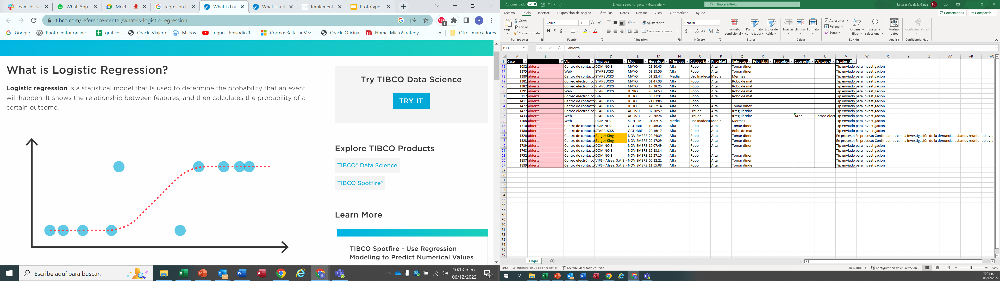 team_ds_sa
WhatsApp
Meet -
regresión lo
What is Log
What is a R
Implementi
Prototype D
tibco.com/reference-center/what-is-logistic-regression
Google
Photo editor online...
graficos
Oracle Viajero
Micros
Trigun - Episodio 1...
Correo: Baltasar Vez...
Oracle Oficina
Home. MicroStrategy
»
Otros marcadores
What is Logistic Regression?
Logistic regression is a statistical model that Is used to determine the probability that an event
will happen. It shows the relationship between features, and then calculates the probability of a
certain outcome.
Try TIBCO Data Science
TRY IT
Explore TIBCO Products
TIBCO® Data Science
TIBCO Spotfire®
Learn More
TIBCO Spotfire - Use Regression
Modeling to Predict Numerical Values
Escribe aquí para buscar.
10:13 p. m.
06/12/2022
11
Autoguardado
Lineas a cerrar Urgente • Guardado
Buscar (Alt+Q)
Baltasar Vez de la Garza
BV
Archivo Inicio Insertar Disposición de página Fórmulas Datos Revisar Vista Automatizar Ayuda
Comentarios
Compartir
Pegar
Cortar
Copiar
Copiar formato
Portapapeles
Calibri 11
N K S
Fuente
Ajustar texto
Combinar y centrar
Alineación
General
$ % 000
Número
Formato condicional
Dar formato como tabla
Estilos de celda
Estilos
Insertar Eliminar Formato
Celdas
Autosuma
Rellenar
Borrar
Ordenar y filtrar
Buscar y seleccionar
Edición
Analizar datos
Análisis
Confidencialidad
Confidencialidad
B13 abierta
A B C D L M N O P Q R S T U V W X Y Z AA AB AC
1 Caso Via Empresa Mes Hora de a Prioridad Categoria Prioridad Subcatego Prioridad Sub subca Caso origi Via caso o Estatus cli
13 1632 abierta Centro de contacto DOMINO'S MAYO 21:30:45 Alta Robo Alta Tomar diner Tip enviado para investigación
17 1375 abierta Web STARBUCKS MAYO 03:13:56 Alta Robo Alta Tomar diner Tip enviado para investigación
18 1380 abierta Centro de contacto STARBUCKS MAYO 01:22:44 Media Uso Inadecu Media Mermas Tip enviado para investigación
19 1381 abierta Correo electrónico STARBUCKS MAYO 01:47:39 Alta Robo Alta Robo de mat Tip enviado para investigación
20 1382 abierta Correo electrónico STARBUCKS MAYO 17:38:25 Alta Robo Alta Robo de mat Tip enviado para investigación
30 1391 abierta Web STARBUCKS JUNIO 20:14:53 Alta Robo Alta Robo de mat Tip enviado para investigación
31 117 abierta Correo electrónico DIA JULIO 03:37:31 Alta Robo Alta Robo de mat Tip enviado para investigación
33 1411 abierta Centro de contacto STARBUCKS JULIO 21:03:05 Alta Robo Tip enviado para investigación
34 1422 abierta Centro de contacto STARBUCKS JULIO 14:52:14 Alta Robo Alta Tomar diner Tip enviado para investigación
35 1427 abierta Correo electrónico STARBUCKS AGOSTO 02:20:57 Alta Fraude Alta Irregularidad Tip enviado para investigación
36 1433 abierta Web STARBUCKS AGOSTO 20:30:26 Alta Fraude Alta Irregularidad 1427 Correo elect Tip enviado para investigación
38 1708 abierta Web DOMINO'S SEPTIEMBRE 01:52:15 Media Uso Inadecu Media Mermas Tip enviado para investigación
43 1710 abierta Centro de contacto DOMINO'S OCTUBRE 10:46:34 Alta Robo Alta Tomar diner Tip enviado para investigación
44 1480 abierta Centro de contacto STARBUCKS OCTUBRE 20:16:17 Alta Robo Alta Robo de mat Tip enviado para investigación
46 1320 abierta Centro de contacto Burger King NOVIEMBRE 20:24:39 Alta Robo Alta Tomar diner En proceso: En proceso: Continuamos con la investigación de la denuncia, estamos reuniendo evide
48 1328 abierta Centro de contacto Burger King NOVIEMBRE 20:17:29 Alta Robo Alta Tomar diner En proceso: En proceso: Continuamos con la investigación de la denuncia, estamos reuniendo evide
49 1739 abierta Centro de contacto DOMINO'S NOVIEMBRE 12:07:49 Alta Robo Alta Tomar diner Tip enviado para investigación
51 1748 abierta Centro de contacto DOMINO'S NOVIEMBRE 12:33:34 Alta Robo Tip enviado para investigación
52 1752 abierta Centro de contacto DOMINO'S NOVIEMBRE 12:27:10 Alta Robo Alta Tomar diner Tip enviado para investigación
56 1837 abierta Correo electrónico VIPS - Alsea, S.A.B. NOVIEMBRE 00:32:21 Alta Robo Alta Tomar diner Tip enviado para investigación
57 1839 abierta Centro de contacto VIPS - Alsea, S.A.B. NOVIEMBRE 11:55:08 Alta Robo Alta Tomar dinde Tip enviado para investigación
59
60
61
62
63
64
65
66
67
68
69
70
71
72
73
74
75
76
Hoja1
Listo Se encontraron 21 de 57 registros Accesibilidad: todo correcto Recuento: 13 Configuración de visualización 100%
10:13 p. m.
06/12/2022